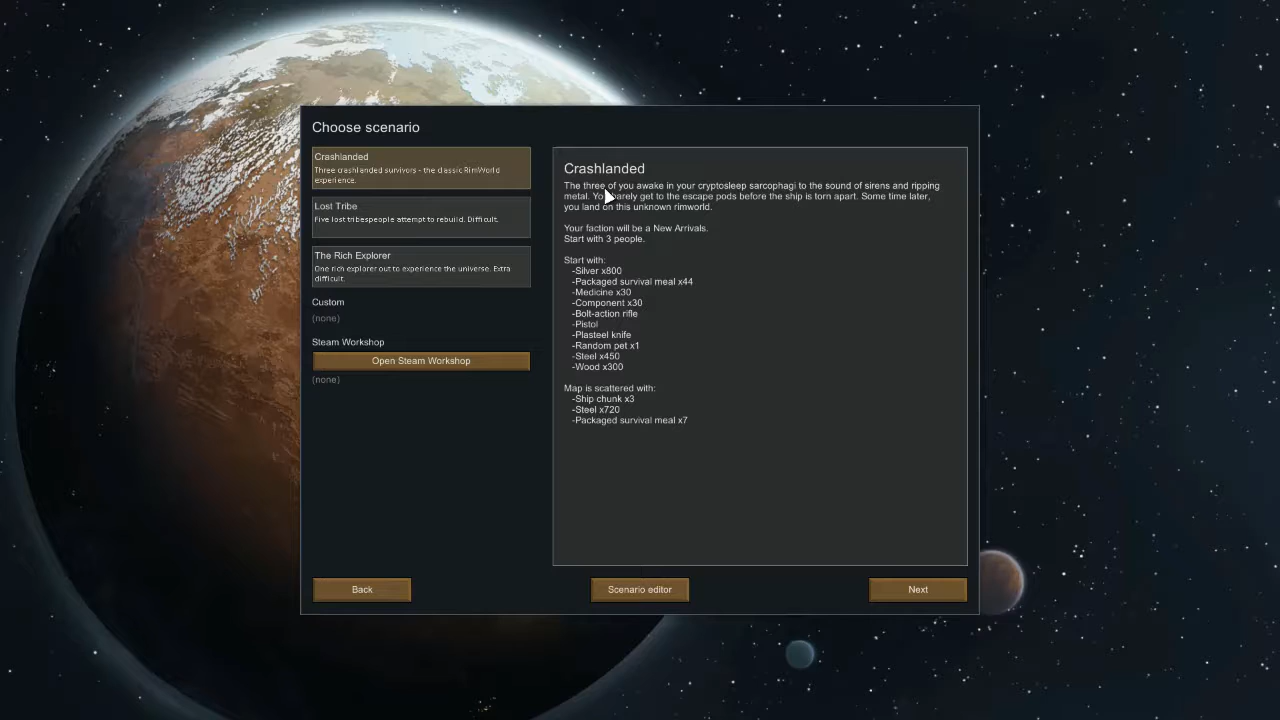 Choose scenario
Crashlanded
Three crashlanded survivors - the classic RimWorld
experience.
Lost Tribe
Five lost tribespeople attempt to rebuild. Difficult.
The Rich Explorer
One rich explorer out to experience the universe. Extra
difficult.
Custom
(none)
Steam Workshop
Open Steam Workshop
(none)
Crashlanded
The three of you awake in your cryptosleep sarcophagi to the sound of sirens and ripping
metal. You barely get to the escape pods before the ship is torn apart. Some time later,
you land on this unknown rimworld.
Your faction will be a New Arrivals.
Start with 3 people.
Start with:
-Silver x800
-Packaged survival meal x44
-Medicine x30
-Component x30
-Bolt-action rifle
-Pistol
-Plasteel knife
-Random pet x1
-Steel x450
-Wood x300
Map is scattered with:
-Ship chunk x3
-Steel x720
-Packaged survival meal x7
Back
Scenario editor
Next